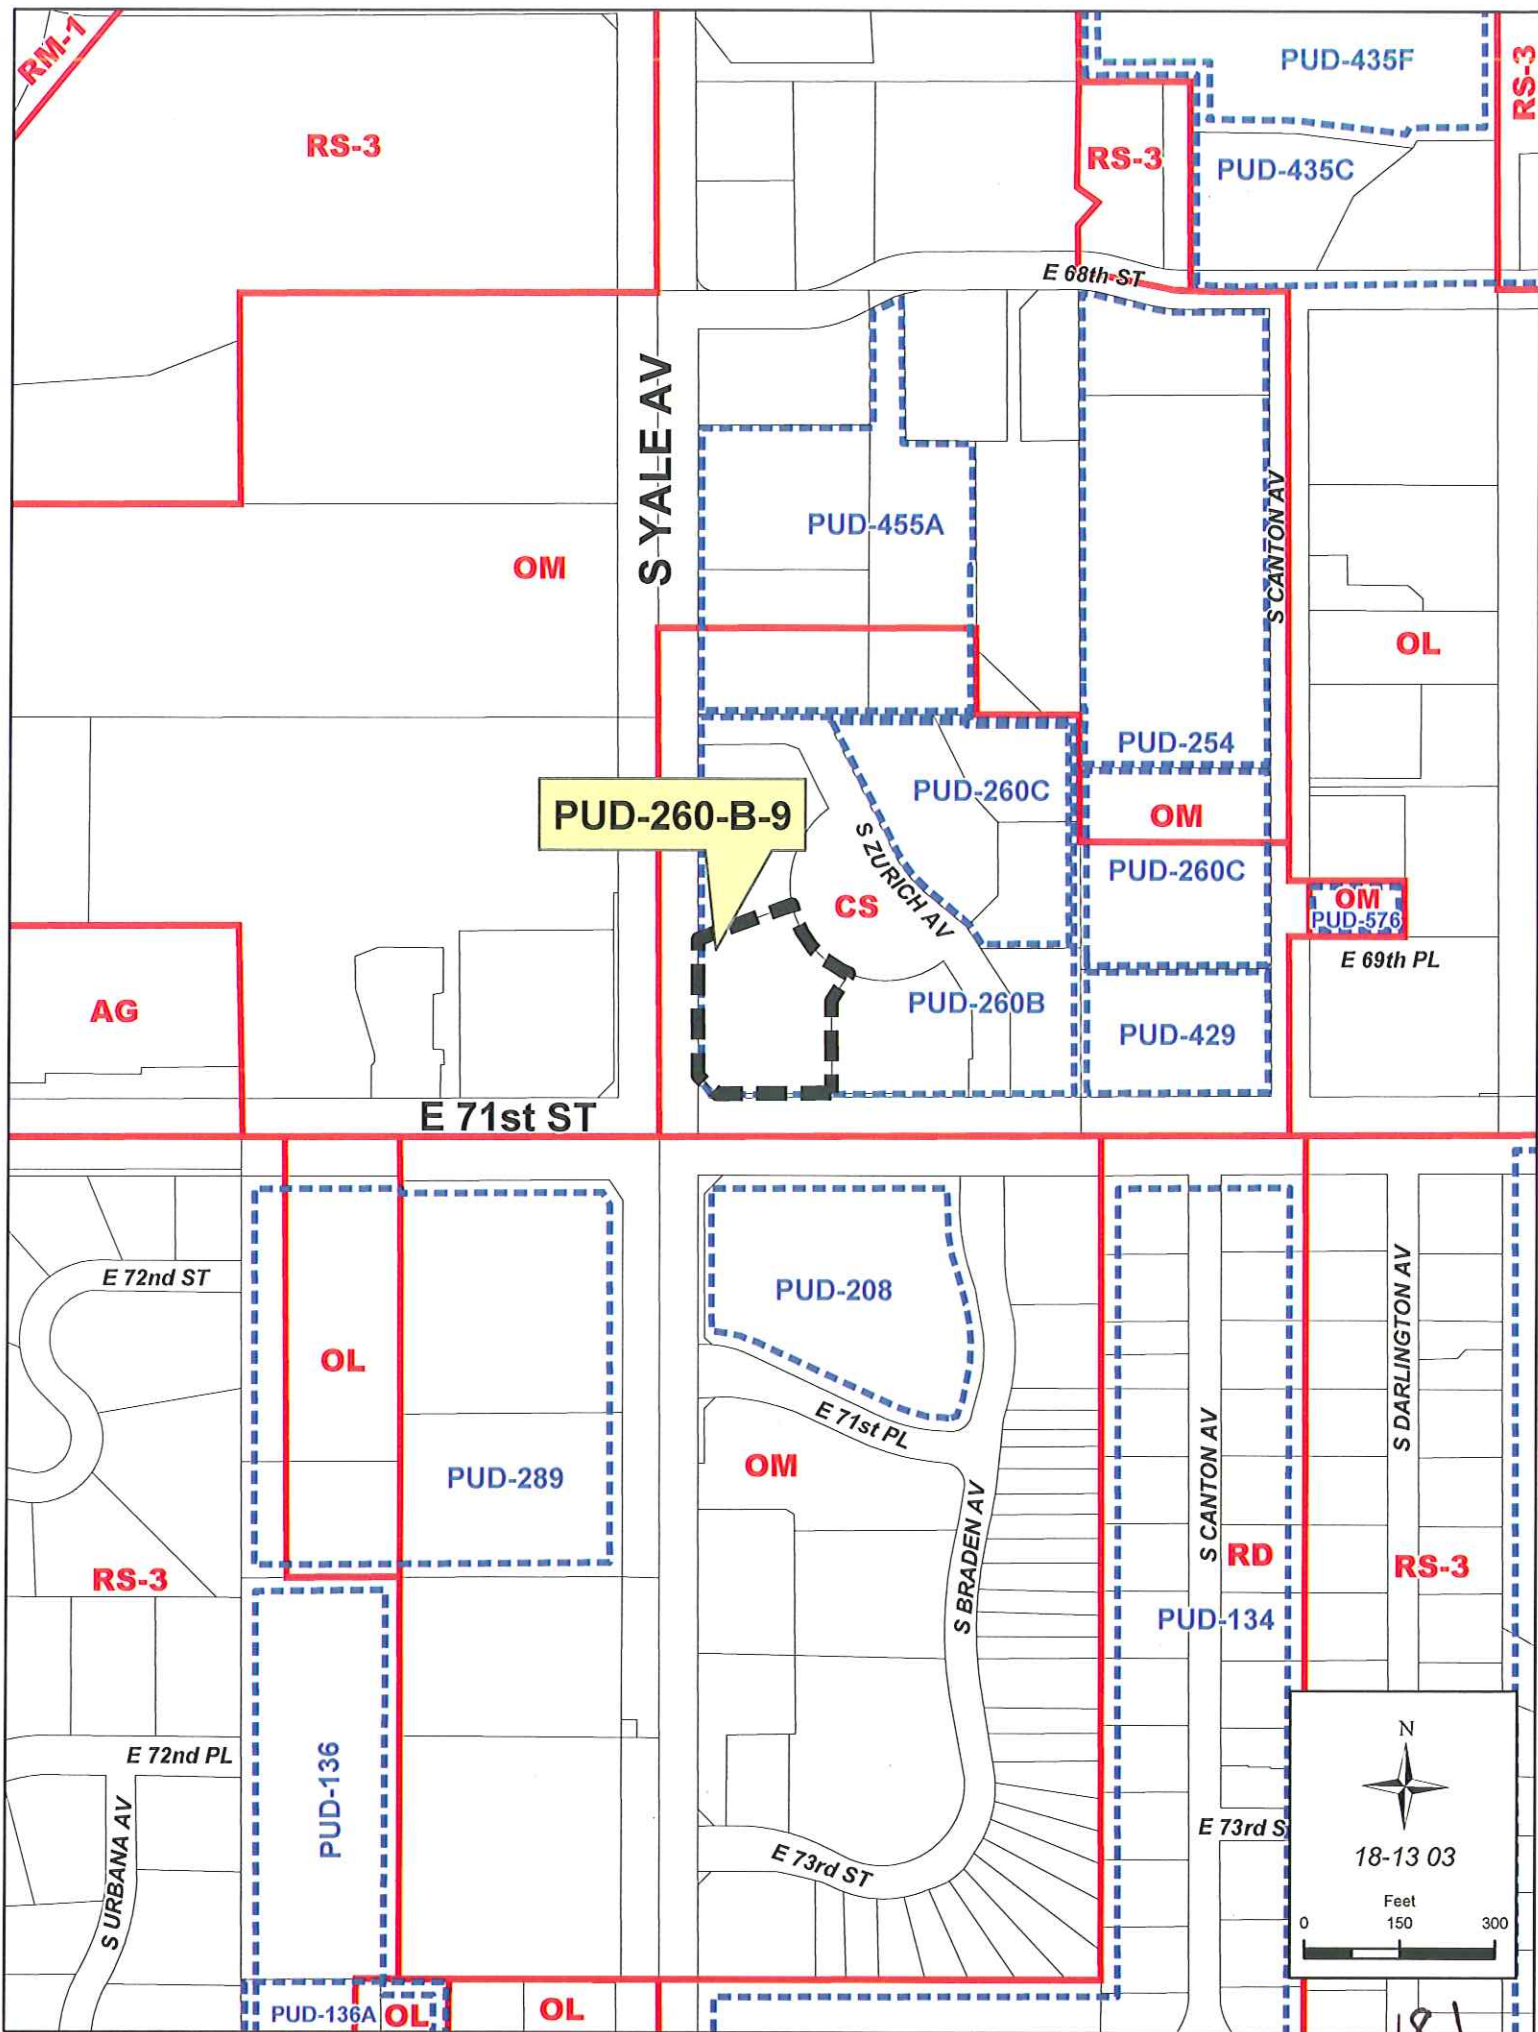 RM-1
RS-3
PUD-435F
RS-3
RS-3
PUD-435C
E 68th ST
S YALE AV
PUD-455A
OM
S CANTON AV
OL
PUD-254
PUD-260C
PUD-260-B-9
OM
S ZURICH AV
PUD-260C
CS
OM
PUD-576
E 69th PL
AG
PUD-260B
PUD-429
E 71st ST
E 72nd ST
PUD-208
S DARLINGTON AV
OL
E 71st PL
OM
PUD-289
S CANTON AV
S BRADEN AV
RD
RS-3
RS-3
PUD-134
N
E 72nd PL
PUD-136
S URBANA AV
E 73rd S
E 73rd ST
18-13 03
Feet
0 150 300
PUD-136A
OL
OL